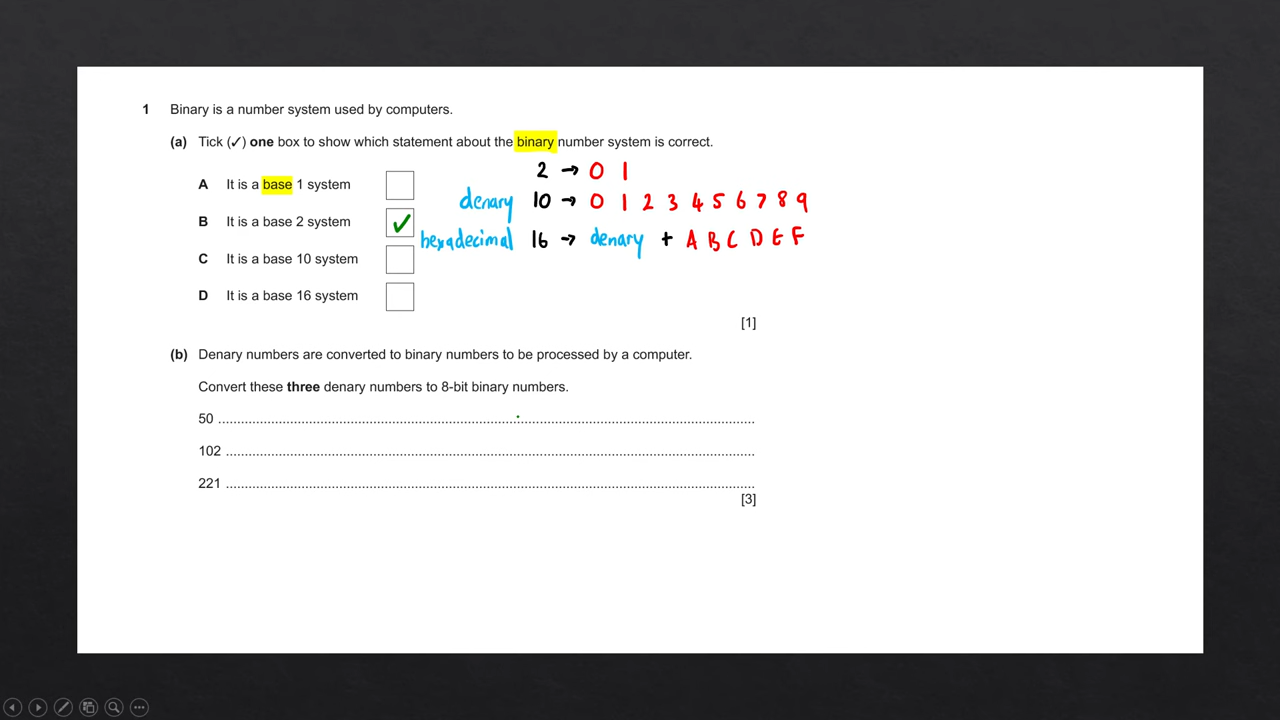 1 Binary is a number system used by computers.
(a) Tick (✓) one box to show which statement about the binary number system is correct.
2 → 0 1
A It is a base 1 system
denary 10 → 0 1 2 3 4 5 6 7 8 9
B It is a base 2 system ✓
hexadecimal 16 → denary + A B C D E F
C It is a base 10 system
D It is a base 16 system
[1]
(b) Denary numbers are converted to binary numbers to be processed by a computer.
Convert these three denary numbers to 8-bit binary numbers.
50 ................................................................
102 ................................................................
221 ................................................................
[3]